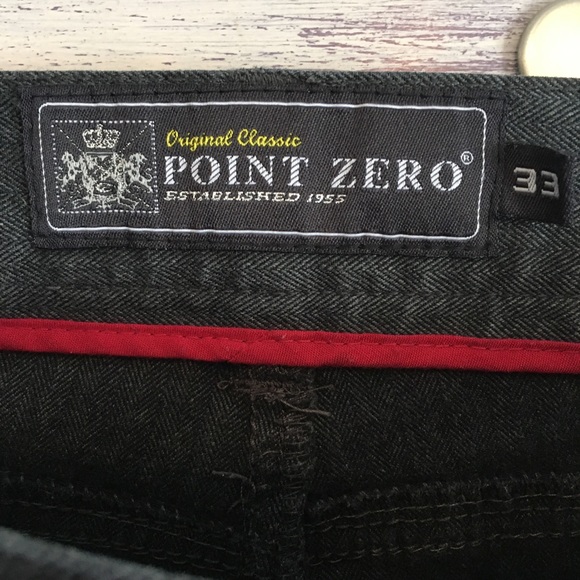 Original Classic
POINT ZERO®
ESTABLISHED 1955
33